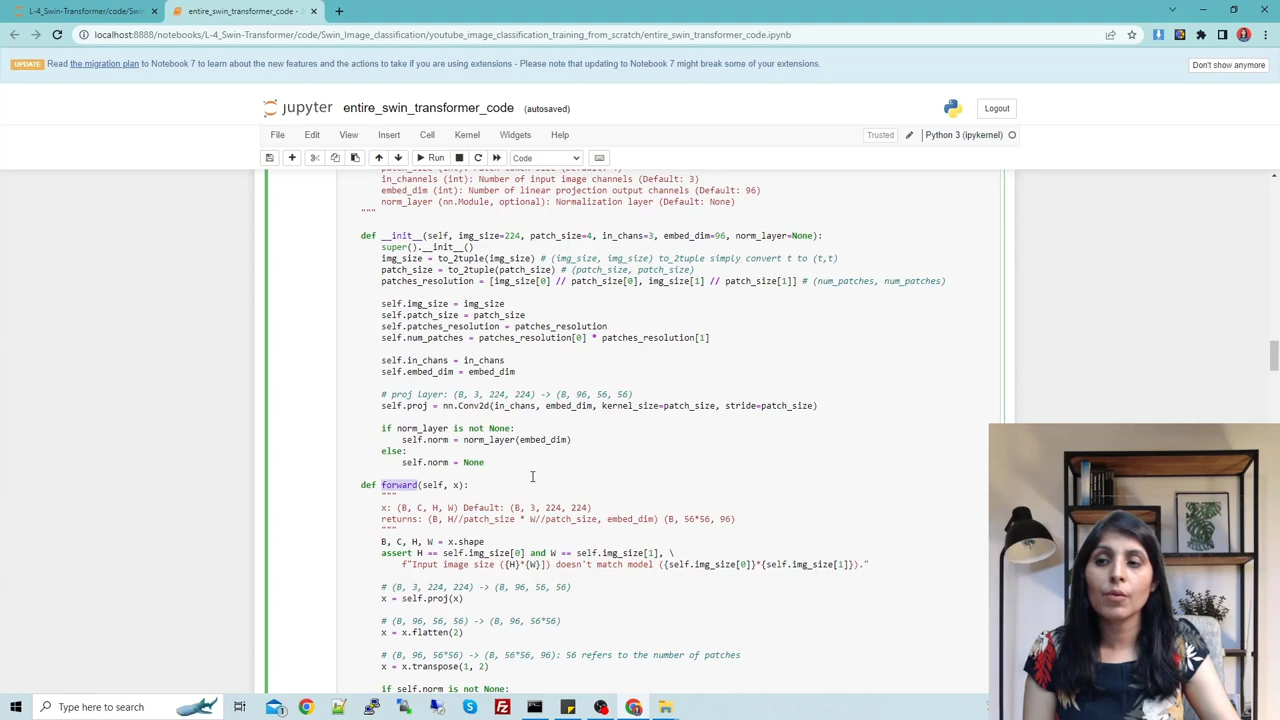 L-4_swin_transformer_code/Swin
entire_swin_transformer_code.
localhost:8888/notebooks/L-4_Swin-Transformer/code/Swin_Image_classification/youtube_image_classification_training_from_scratch/entire_swin_transformer_code.ipynb
UPDATE Read the migration plan to Notebook 7 to learn about the new features and the actions to take if you are using extensions - Please note that updating to Notebook 7 might break some of your extensions.
Don't show anymore
jupyter entire_swin_transformer_code (autosaved)
Logout
File Edit View Insert Cell Kernel Widgets Help
Trusted Python 3 (ipykernel)
Run Code
in_channels (int): Number of input image channels (Default: 3)
embed_dim (int): Number of linear projection output channels (Default: 96)
norm_layer (nn.Module, optional): Normalization layer (Default: None)
"""
def __init__(self, img_size=224, patch_size=4, in_chans=3, embed_dim=96, norm_layer=None):
super().__init__()
img_size = to_2tuple(img_size) # (img_size, img_size) to_2tuple simply convert t to (t,t)
patch_size = to_2tuple(patch_size) # (patch_size, patch_size)
patches_resolution = [img_size[0] // patch_size[0], img_size[1] // patch_size[1]] # (num_patches, num_patches)
self.img_size = img_size
self.patch_size = patch_size
self.patches_resolution = patches_resolution
self.num_patches = patches_resolution[0] * patches_resolution[1]
self.in_chans = in_chans
self.embed_dim = embed_dim
# proj layer: (B, 3, 224, 224) -> (B, 96, 56, 56)
self.proj = nn.Conv2d(in_chans, embed_dim, kernel_size=patch_size, stride=patch_size)
if norm_layer is not None:
self.norm = norm_layer(embed_dim)
else:
self.norm = None
def forward(self, x):
"""
x: (B, C, H, W) Default: (B, 3, 224, 224)
returns: (B, H//patch_size * W//patch_size, embed_dim) (B, 56*56, 96)
"""
B, C, H, W = x.shape
assert H == self.img_size[0] and W == self.img_size[1], \
f"Input image size ({H}*{W}]) doesn't match model ({self.img_size[0]}*{self.img_size[1]})."
# (B, 3, 224, 224) -> (B, 96, 56, 56)
x = self.proj(x)
# (B, 96, 56, 56) -> (B, 96, 56*56)
x = x.flatten(2)
# (B, 96, 56*56) -> (B, 56*56, 96): 56 refers to the number of patches
x = x.transpose(1, 2)
if self.norm is not None:
Type here to search